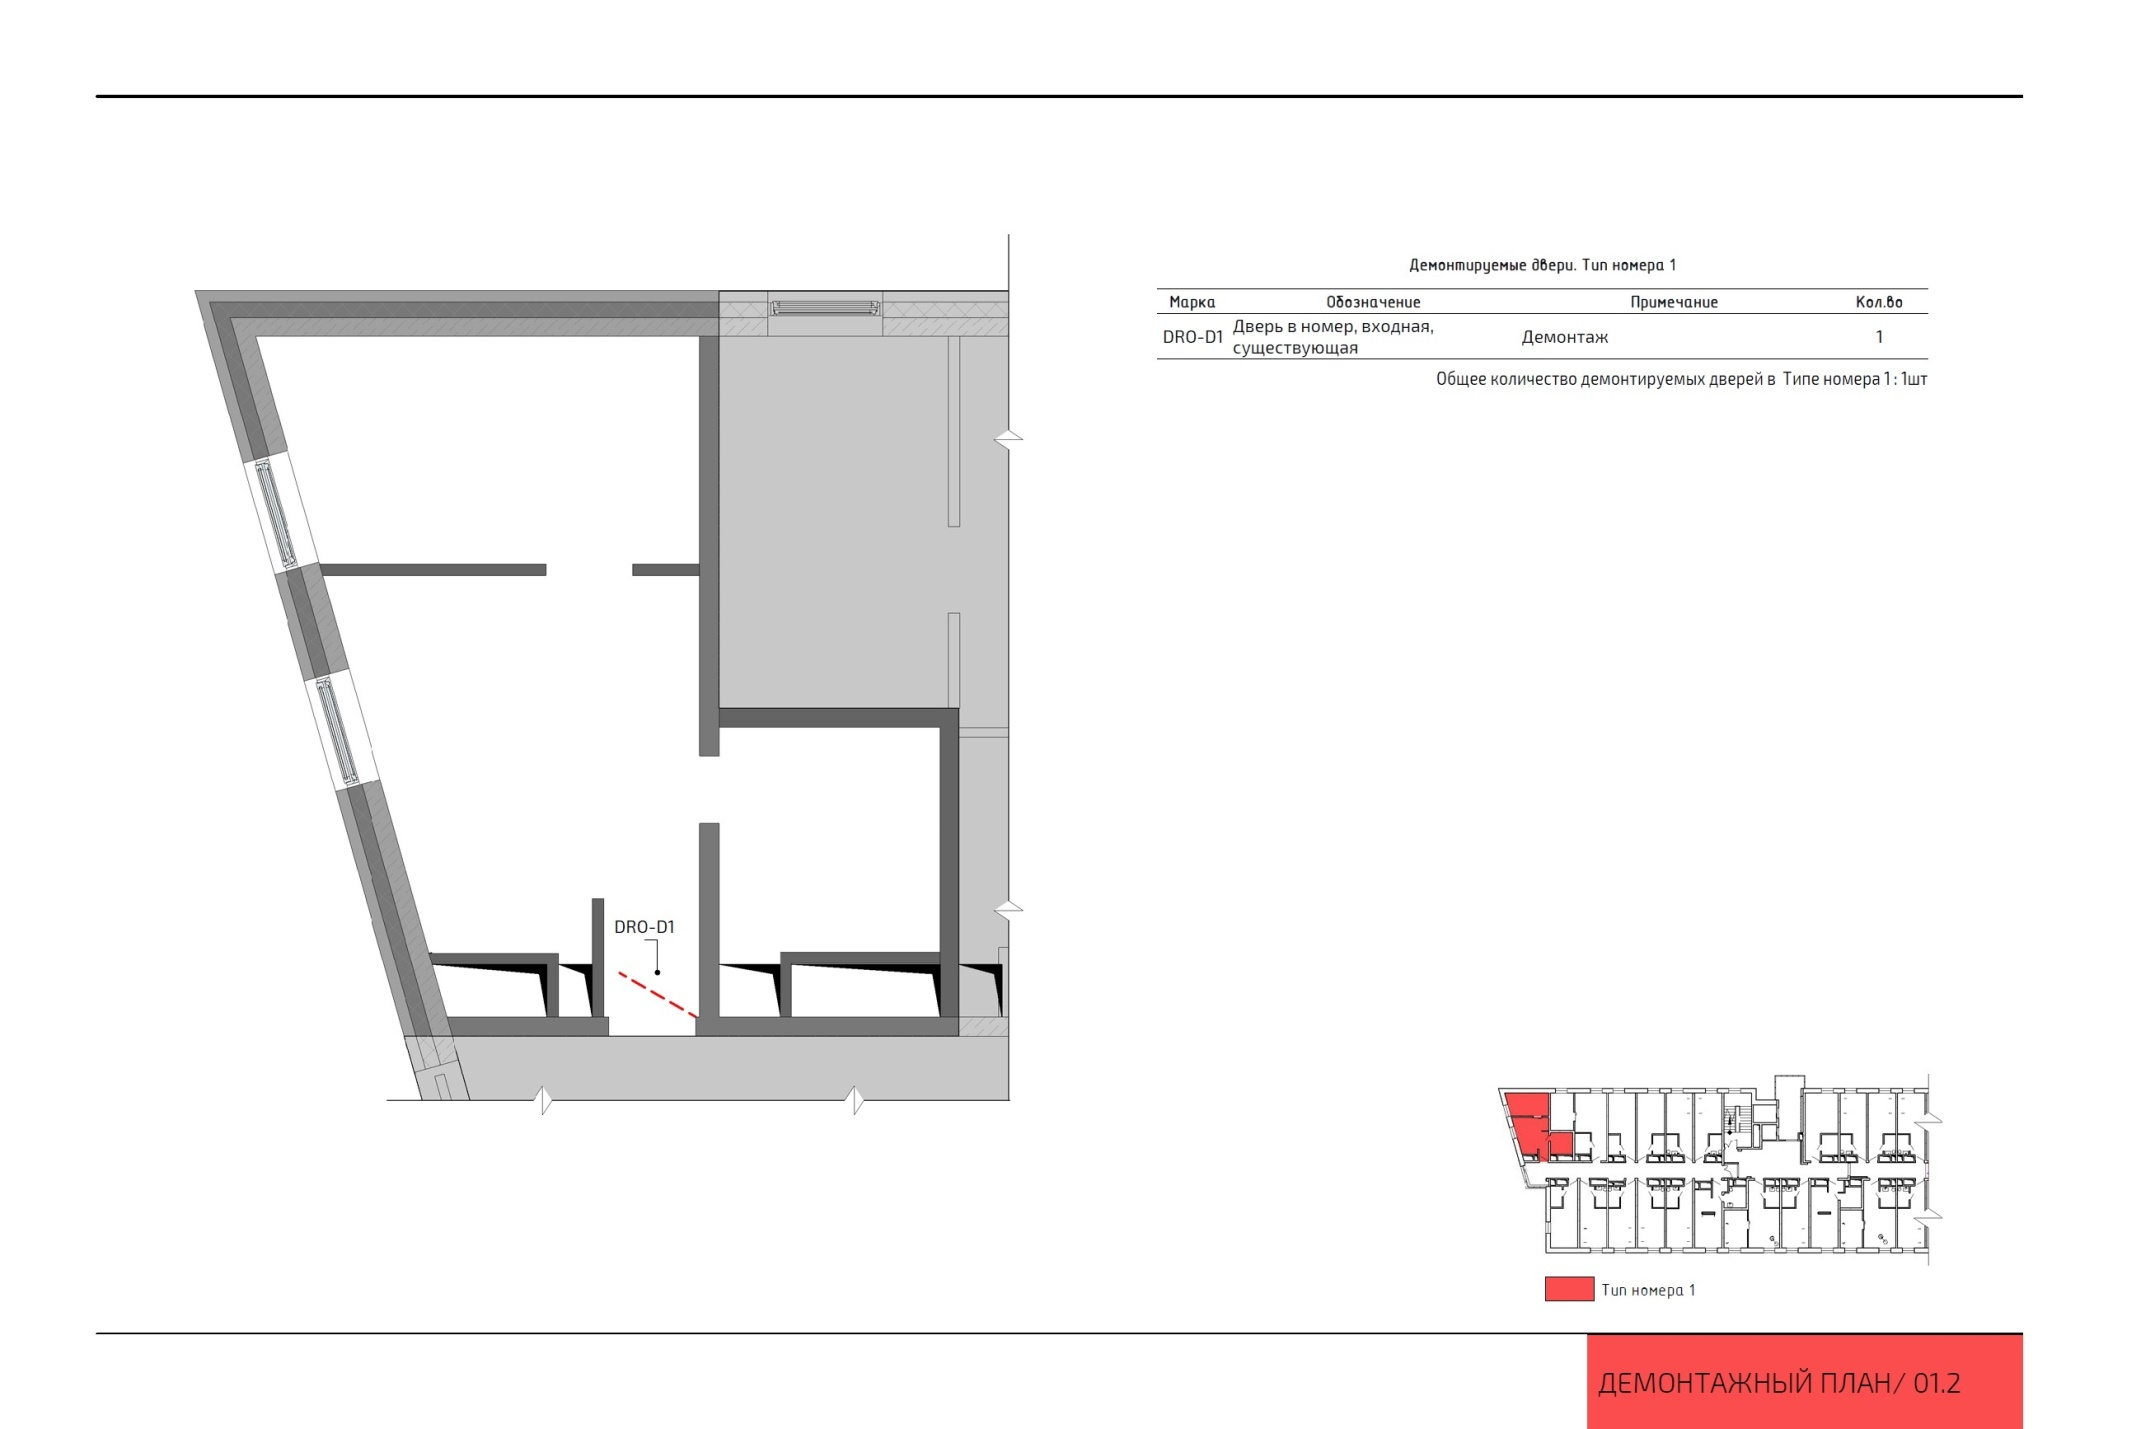 Демонтируемые двери. Тип номера 1
Марка Обозначение Примечание Кол.во
DRO-D1 Дверь в номер, входная, существующая Демонтаж 1
Общее количество демонтируемых дверей в Типе номера 1 : 1шт
DRO-D1
Тип номера 1
ДЕМОНТАЖНЫЙ ПЛАН/ 01.2